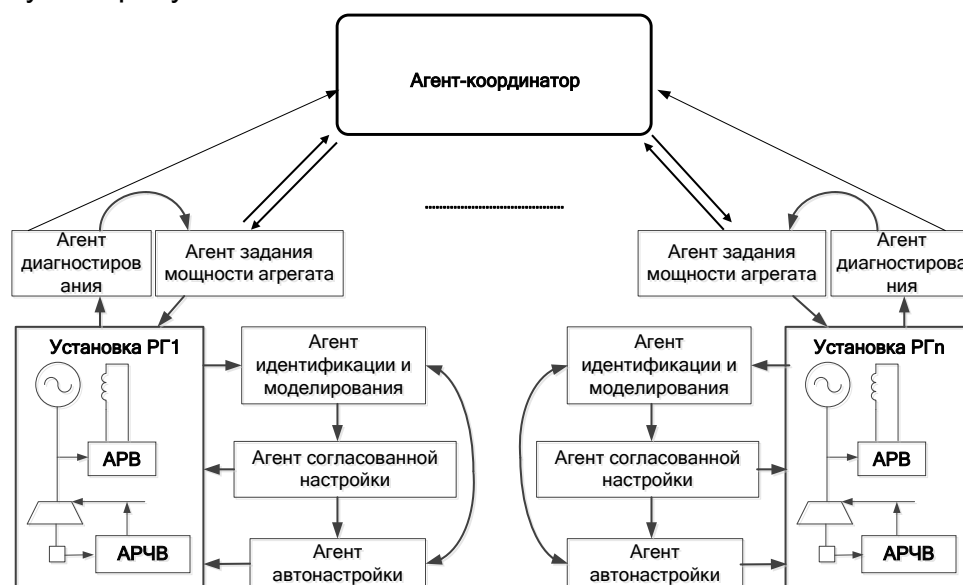 Агент-координатор
Агент
диагностиров
ания
Агент задания
мощности агрегата
Агент задания
мощности агрегата
Агент
диагностирова
ния
Установка РГ1
АРВ
АРЧВ
Агент
идентификации и
моделирования
Агент согласованной
настройки
Агент
автонастройки
Агент
идентификации и
моделирования
Агент согласованной
настройки
Агент
автонастройки
Установка РГn
АРВ
АРЧВ